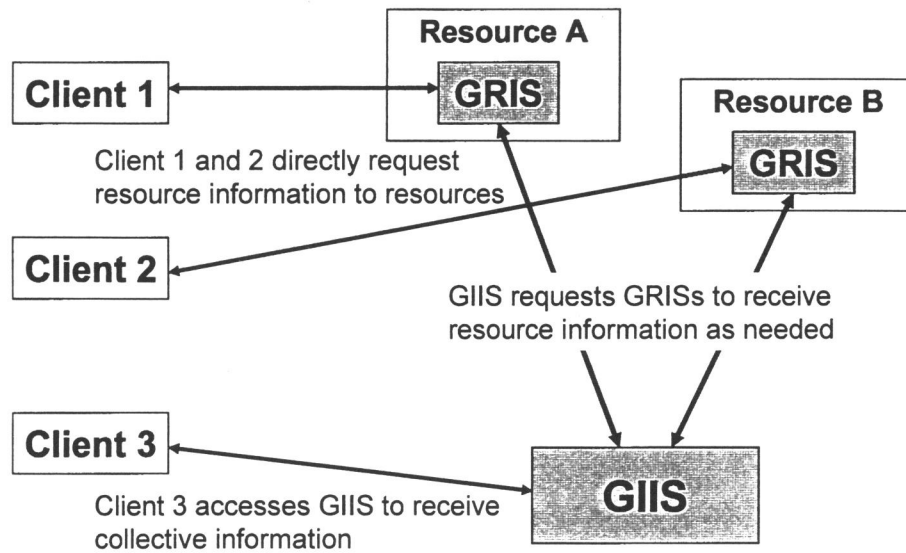 Resource A
Client 1
GRIS
Resource B
Client 1 and 2 directly request
resource information to resources
GRIS
Client 2
GIIS requests GRISs to receive
resource information as needed
Client 3
GIIS
Client 3 accesses GIIS to receive
collective information